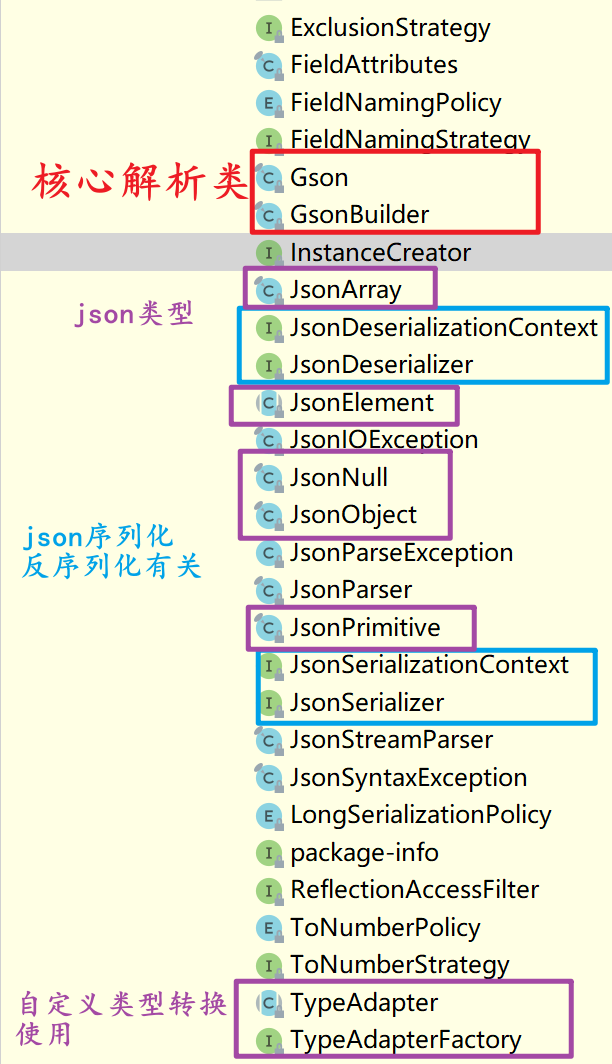 ExclusionStrategy
FieldAttributes
FieldNamingPolicy
FieldNamingStrategy
核心解析类
Gson
GsonBuilder
InstanceCreator
JsonArray
json类型
JsonDeserializationContext
JsonDeserializer
JsonElement
JsonIOException
JsonNull
JsonObject
json序列化
反序列化有关
JsonParseException
JsonParser
JsonPrimitive
JsonSerializationContext
JsonSerializer
JsonStreamParser
JsonSyntaxException
LongSerializationPolicy
package-info
ReflectionAccessFilter
ToNumberPolicy
ToNumberStrategy
自定义类型转换
使用
TypeAdapter
TypeAdapterFactory